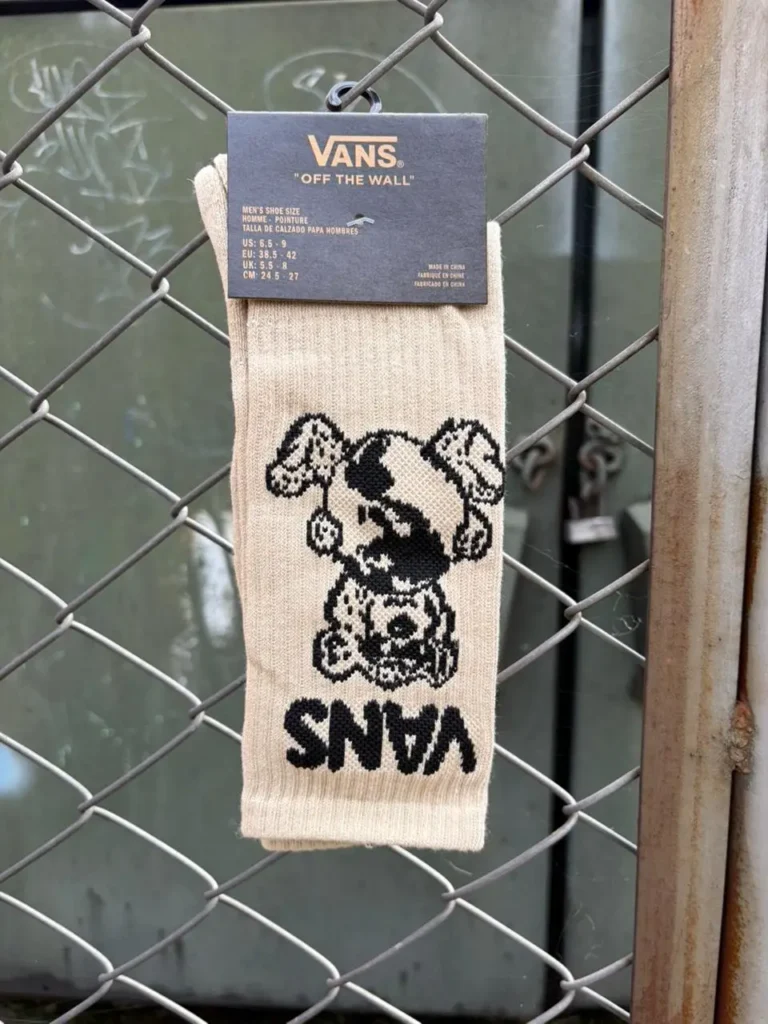 VANS®
"OFF THE WALL"
MEN'S SHOE SIZE
HOMME - POINTURE
TALLA DE CALZADO PAPA HOMBRES
US: 6.5 - 9
EU: 38.5 - 42
UK: 5.5 - 8
CM: 24.5 - 27
MADE IN CHINA
FABRIQUÉ EN CHINE
FABRICADO EN CHINA
VANS